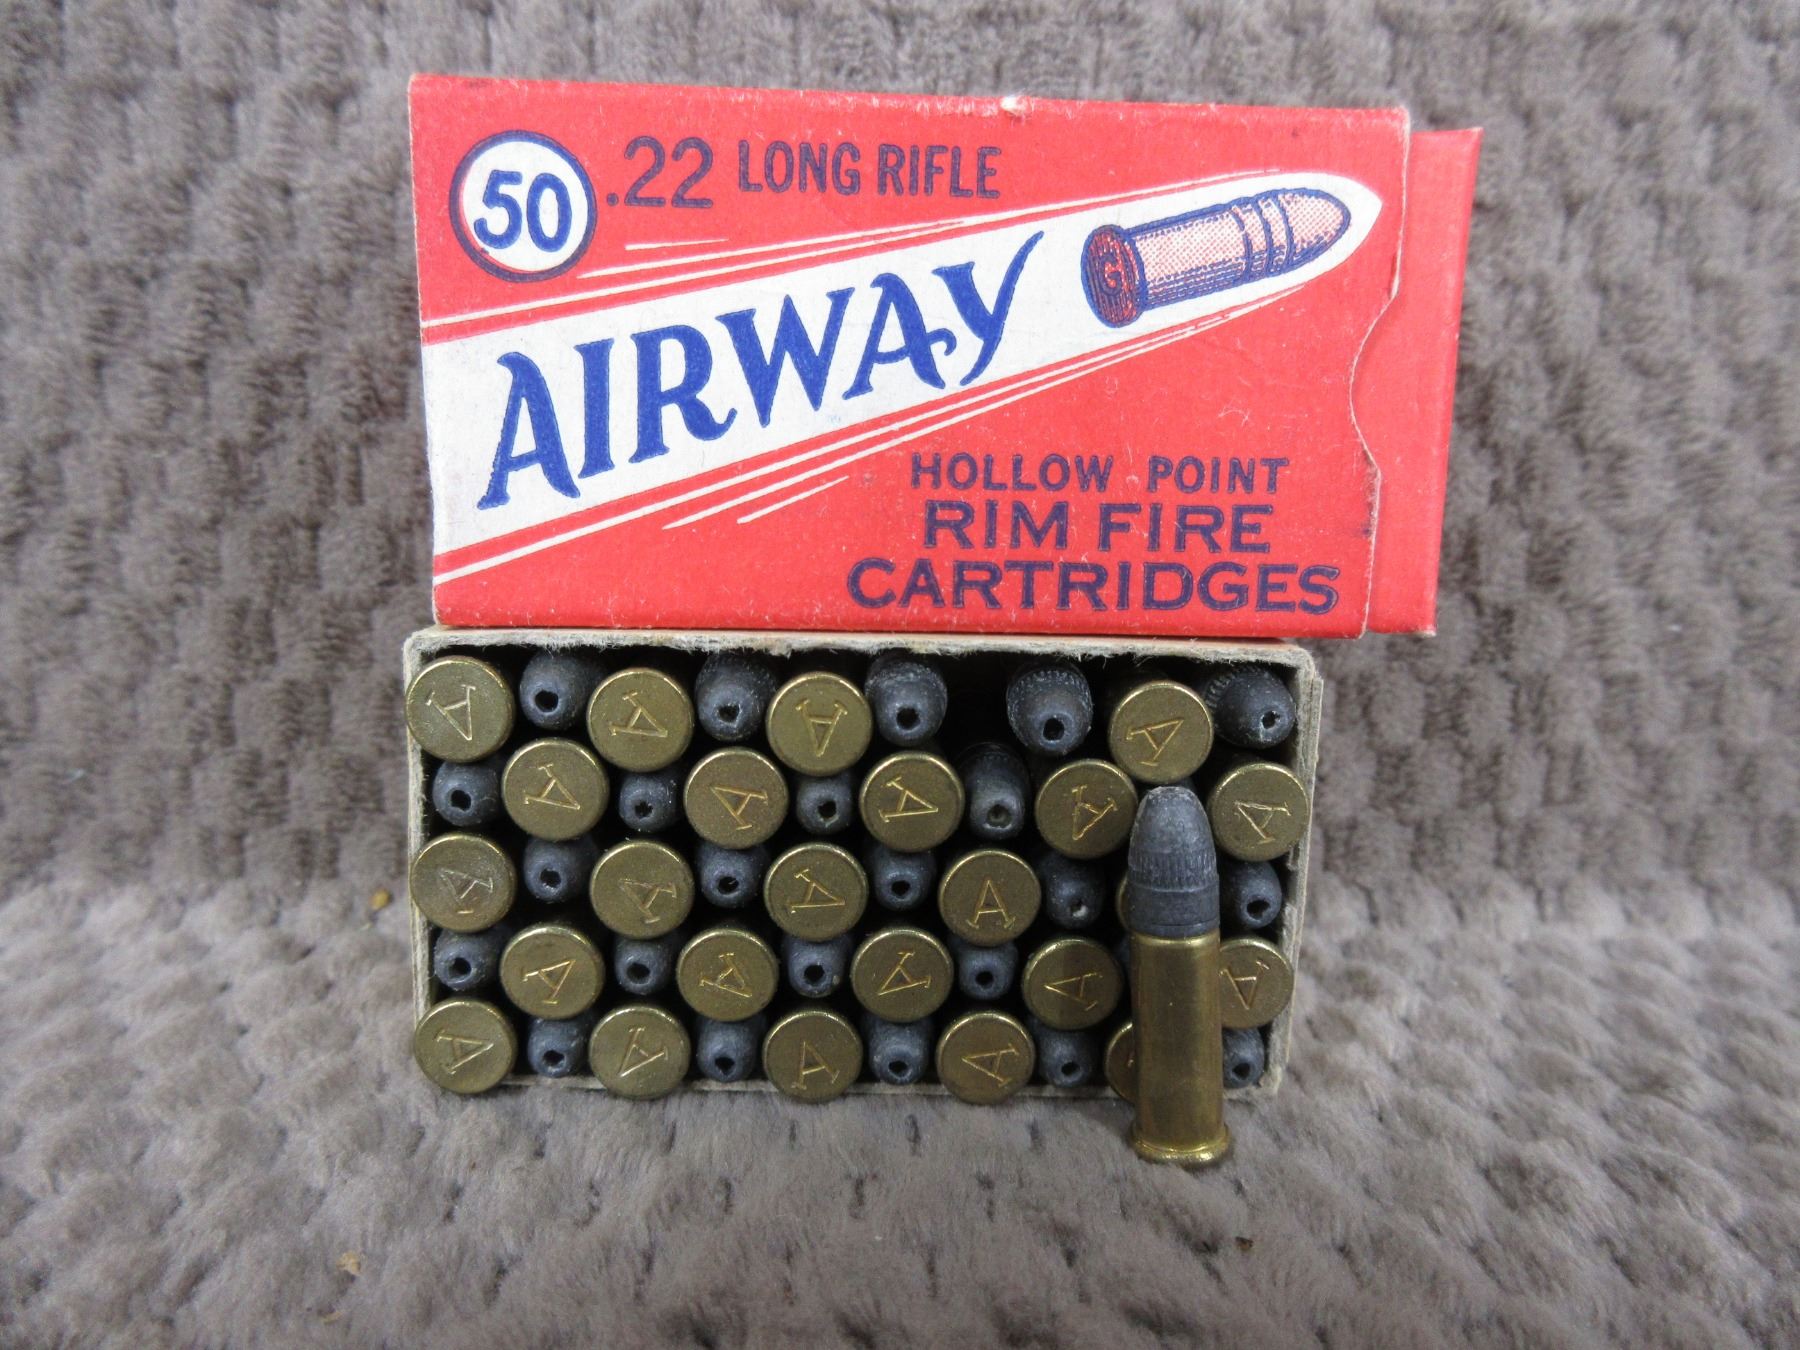 50 .22 LONG RIFLE
AIRWAY
G
HOLLOW POINT
RIM FIRE
CARTRIDGES
A A A A
A A A A A
A A A A
A A A A A
A A A A